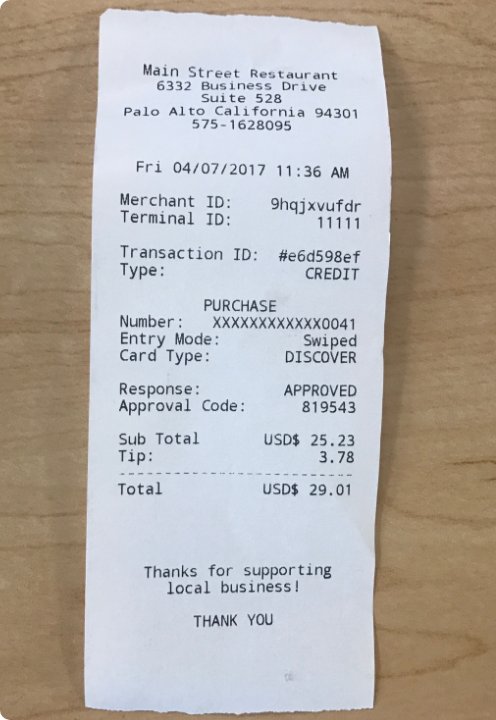 Main Street Restaurant
6332 Business Drive
Suite 528
Palo Alto California 94301
575-1628095
Fri 04/07/2017 11:36 AM
Merchant ID: 9hqjxvufdr
Terminal ID: 11111
Transaction ID: #e6d598ef
Type: CREDIT
PURCHASE
Number: XXXXXXXXXXXX0041
Entry Mode: Swiped
Card Type: DISCOVER
Response: APPROVED
Approval Code: 819543
Sub Total USD$ 25.23
Tip: 3.78
Total USD$ 29.01
Thanks for supporting
local business!
THANK YOU